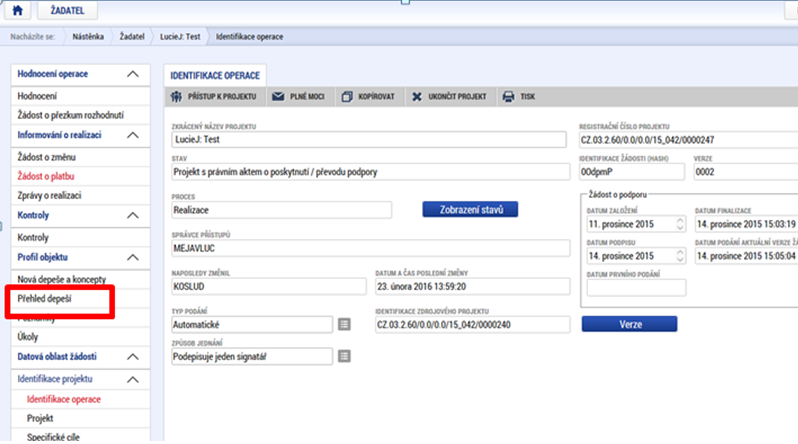 ŽADATEL
Nacházíte se: Nástěnka Žadatel LucieJ: Test Identifikace operace
Hodnocení operace
Hodnocení
Žádost o přezkum rozhodnutí
Informování o realizaci
Žádost o změnu
Žádost o platbu
Zprávy o realizaci
Kontroly
Kontroly
Profil objektu
Nová depeše a koncepty
Přehled depeší
Poznámky
Úkoly
Datová oblast žádosti
Identifikace projektu
Identifikace operace
Projekt
Specifické cíle
IDENTIFIKACE OPERACE
PŘÍSTUP K PROJEKTU PLNÉ MOCI KOPÍROVAT UKONČIT PROJEKT TISK
ZKRÁCENÝ NÁZEV PROJEKTU
LucieJ: Test
REGISTRAČNÍ ČÍSLO PROJEKTU
CZ.03.2.60/0.0/0.0/15_042/0000247
STAV
Projekt s právním aktem o poskytnutí / převodu podpory
IDENTIFIKACE ŽÁDOSTI (HASH) VERZE
0OdpmP 0002
PROCES
Realizace
Zobrazení stavů
SPRÁVCE PŘÍSTUPŮ
MEJAVLUC
Žádost o podporu
DATUM ZALOŽENÍ DATUM FINALIZACE
11. prosince 2015 14. prosince 2015 15:03:19
DATUM PODPISU DATUM PODÁNÍ AKTUÁLNÍ VERZE
14. prosince 2015 14. prosince 2015 15:05:04
DATUM PRVNÍHO PODÁNÍ
NAPOSLEDY ZMĚNIL DATUM A ČAS POSLEDNÍ ZMĚNY
KOSLUD 23. února 2016 13:59:20
TYP PODÁNÍ IDENTIFIKACE ZDROJOVÉHO PROJEKTU
Automatické CZ.03.2.60/0.0/0.0/15_042/0000240
Verze
ZPŮSOB JEDNÁNÍ
Podepisuje jeden signatář